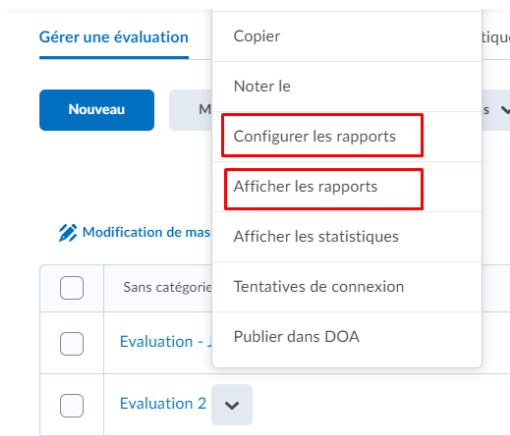 Gérer une évaluation
Copier
Noter le
Nouveau
Configurer les rapports
Afficher les rapports
Modification de mas
Afficher les statistiques
Sans catégorie
Tentatives de connexion
Evaluation -
Publier dans DOA
Evaluation 2